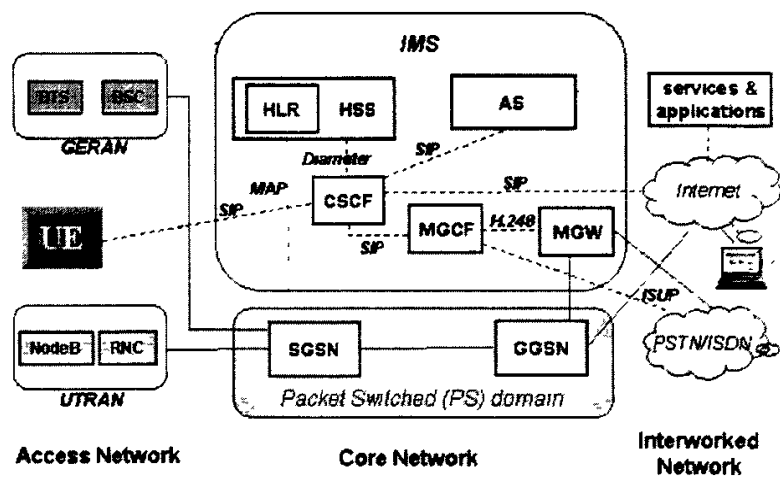 IMS
BTS
BSC
GERAN
HLR
HSS
AS
services &
applications
Diameter
SIP
MAP
SIP
SIP
Internet
UE
CSCF
SIP
MGCF
H.248
MGW
ISUP
PSTN/ISDN
NodeB
RNC
UTRAN
SGSN
GGSN
Packet Switched (PS) domain
Access Network
Core Network
Interworked
Network